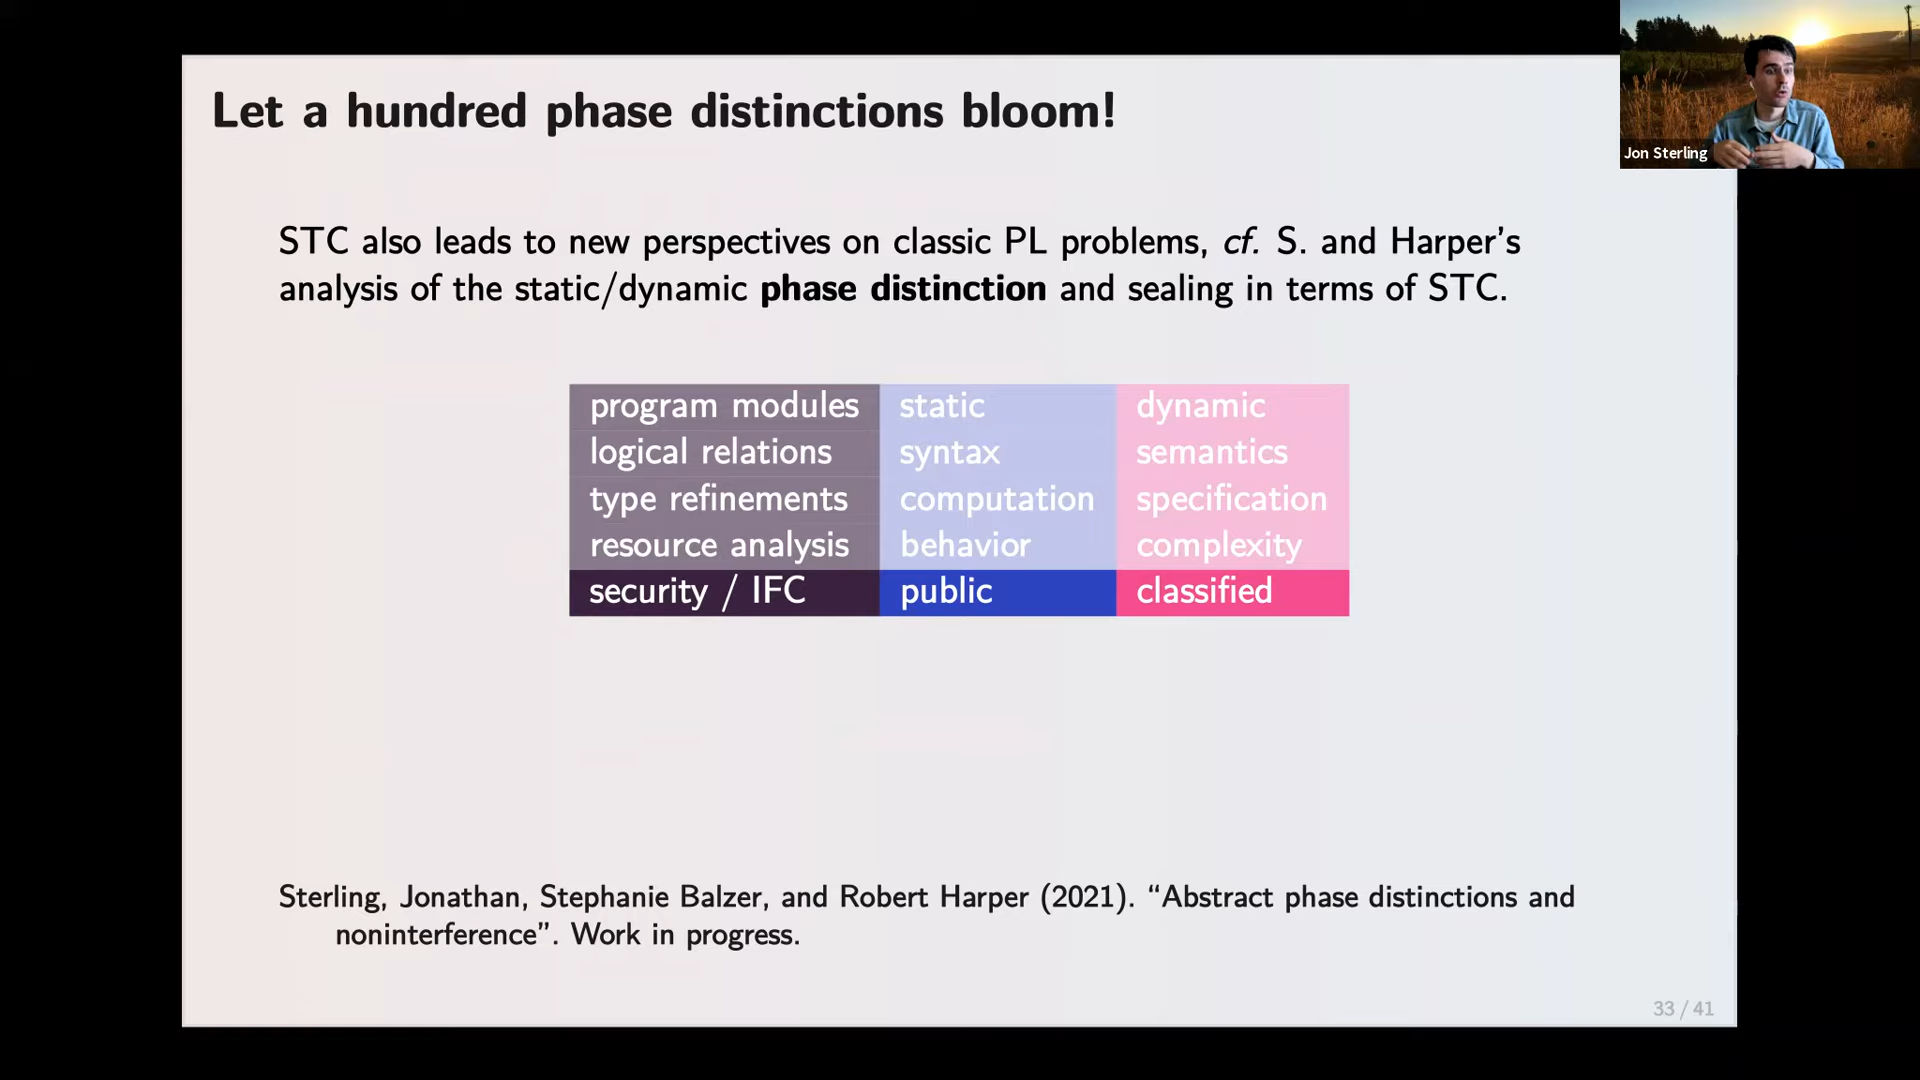 Let a hundred phase distinctions bloom!
Jon Sterling
STC also leads to new perspectives on classic PL problems, cf. S. and Harper's
analysis of the static/dynamic phase distinction and sealing in terms of STC.
program modules static dynamic
logical relations syntax semantics
type refinements computation specification
resource analysis behavior complexity
security / IFC public classified
Sterling, Jonathan, Stephanie Balzer, and Robert Harper (2021). “Abstract phase distinctions and
noninterference”. Work in progress.
33 / 41